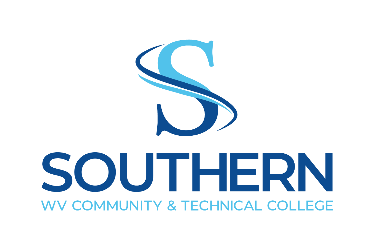 S
SOUTHERN
WV COMMUNITY & TECHNICAL COLLEGE